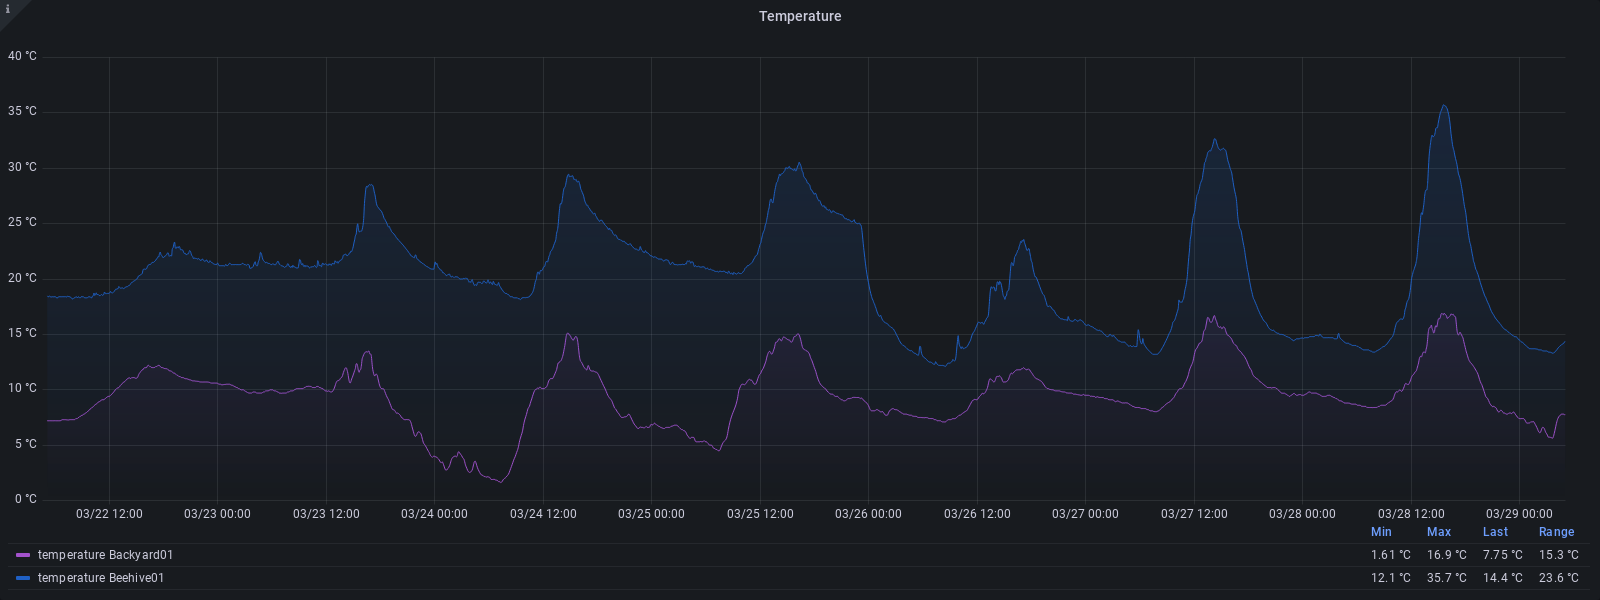 i
Temperature
40 °C
35 °C
30 °C
25 °C
20 °C
15 °C
10 °C
5 °C
0 °C
03/22 12:00 03/23 00:00 03/23 12:00 03/24 00:00 03/24 12:00 03/25 00:00 03/25 12:00 03/26 00:00 03/26 12:00 03/27 00:00 03/27 12:00 03/28 00:00 03/28 12:00 03/29 00:00
Min Max Last Range
temperature Backyard01 1.61 °C 16.9 °C 7.75 °C 15.3 °C
temperature Beehive01 12.1 °C 35.7 °C 14.4 °C 23.6 °C